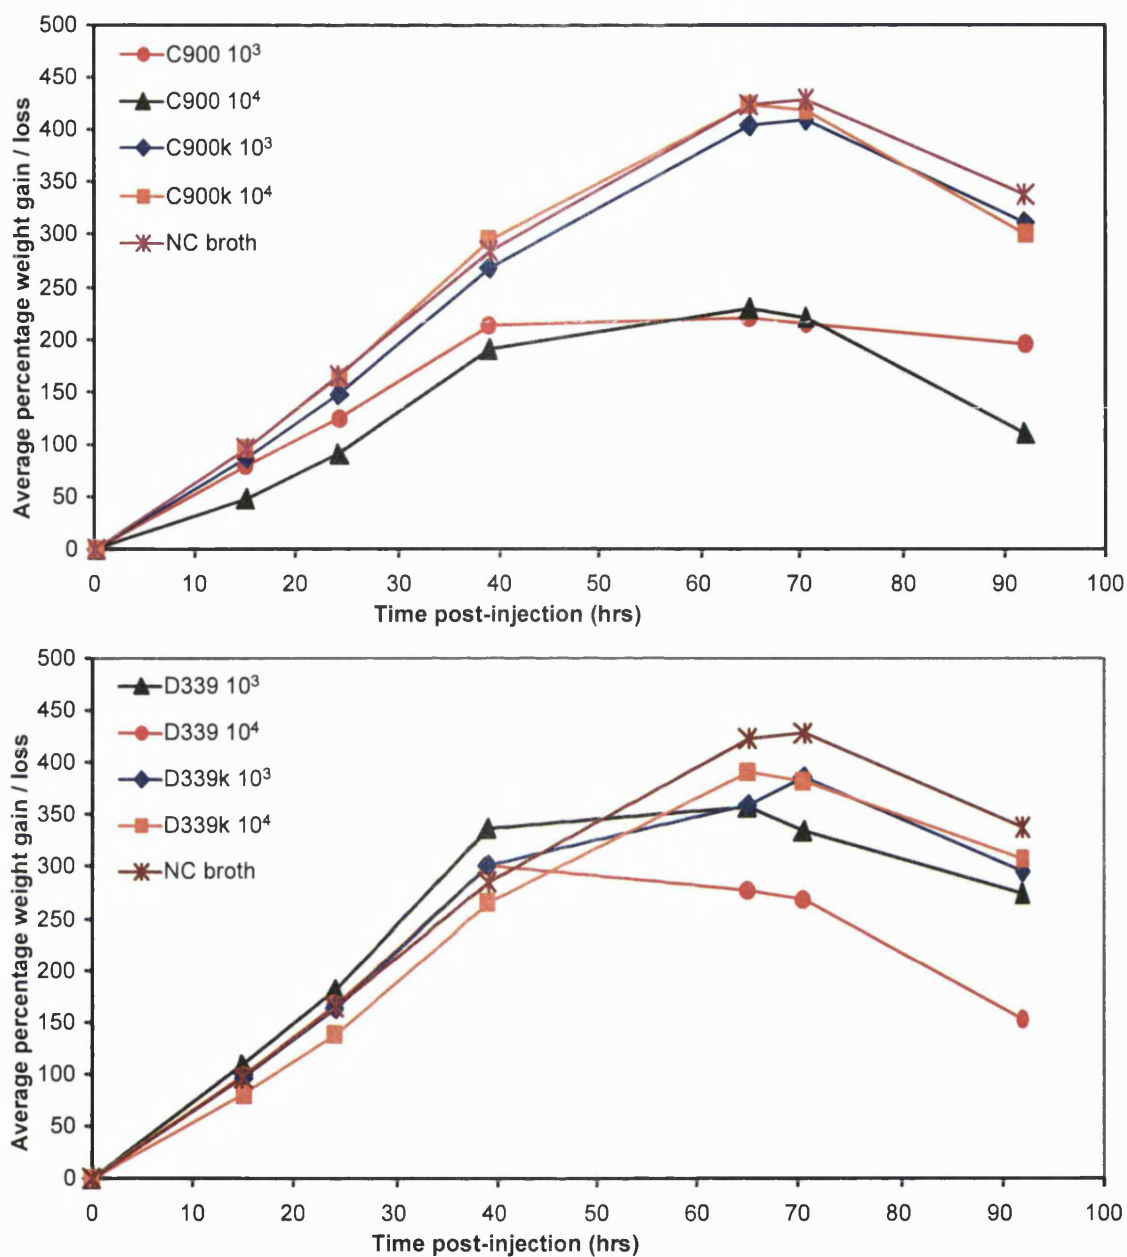 500
450
400
350
300
250
200
150
100
50
0
Average percentage weight gain / loss
C900 10³
C900 10⁴
C900k 10³
C900k 10⁴
NC broth
0 10 20 30 40 50 60 70 80 90 100
Time post-injection (hrs)
500
450
400
350
300
250
200
150
100
50
0
Average percentage weight gain / loss
D339 10³
D339 10⁴
D339k 10³
D339k 10⁴
NC broth
0 10 20 30 40 50 60 70 80 90 100
Time post-injection (hrs)